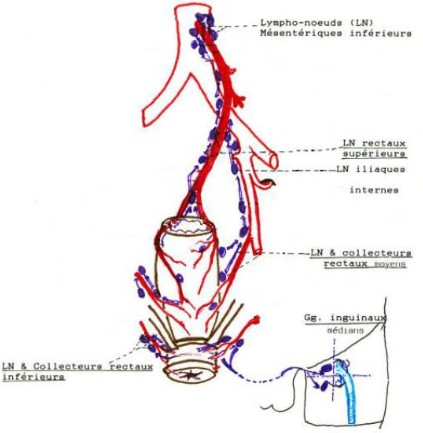 Lympho-noeuds (LN)
Mésentériques inférieurs
LN rectaux
supérieurs
LN iliaques
internes
LN & collecteurs
rectaux moyens
Gg. inguinaux
médians
LN & Collecteurs rectaux
inférieurs